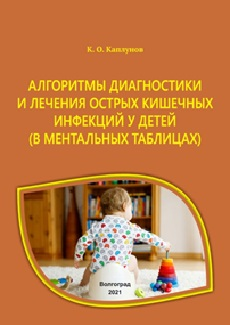 К. О. Каплунов
АЛГОРИТМЫ ДИАГНОСТИКИ
И ЛЕЧЕНИЯ ОСТРЫХ КИШЕЧНЫХ
ИНФЕКЦИЙ У ДЕТЕЙ
(В МЕНТАЛЬНЫХ ТАБЛИЦАХ)
Волгоград
2021